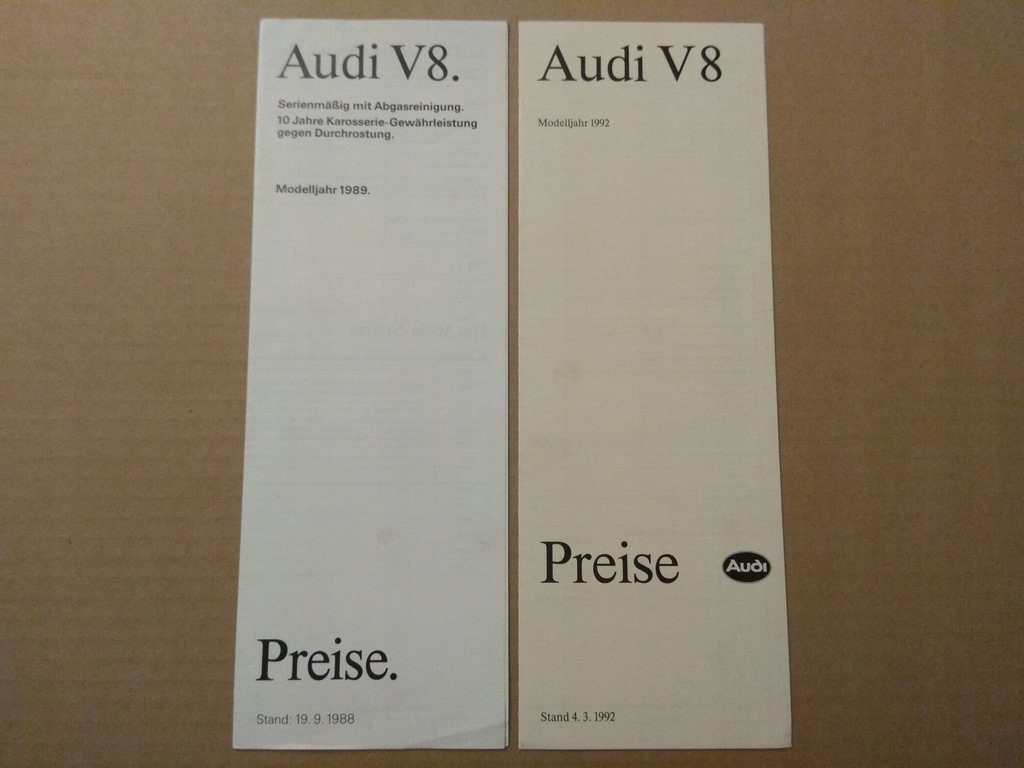 Audi V8.
Serienmäßig mit Abgasreinigung.
10 Jahre Karosserie-Gewährleistung
gegen Durchrostung.
Modelljahr 1989.
Preise.
Stand: 19. 9. 1988
Audi V8
Modelljahr 1992
Preise
Audi
Stand 4. 3. 1992